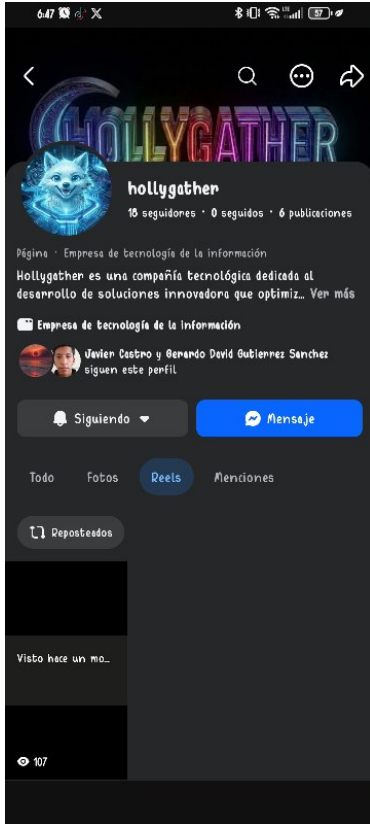 6:47
57
HOLLYGATHER
hollygather
18 seguidores · 0 seguidos · 6 publicaciones
Página · Empresa de tecnología de la información
Hollygather es una compañía tecnológica dedicada al
desarrollo de soluciones innovadora que optimiz... Ver más
Empresa de tecnología de la información
Javier Castro y Gerardo David Gutierrez Sanchez
siguen este perfil
Siguiendo
Mensaje
Todo Fotos Reels Menciones
Reposteados
Visto hace un mo...
107